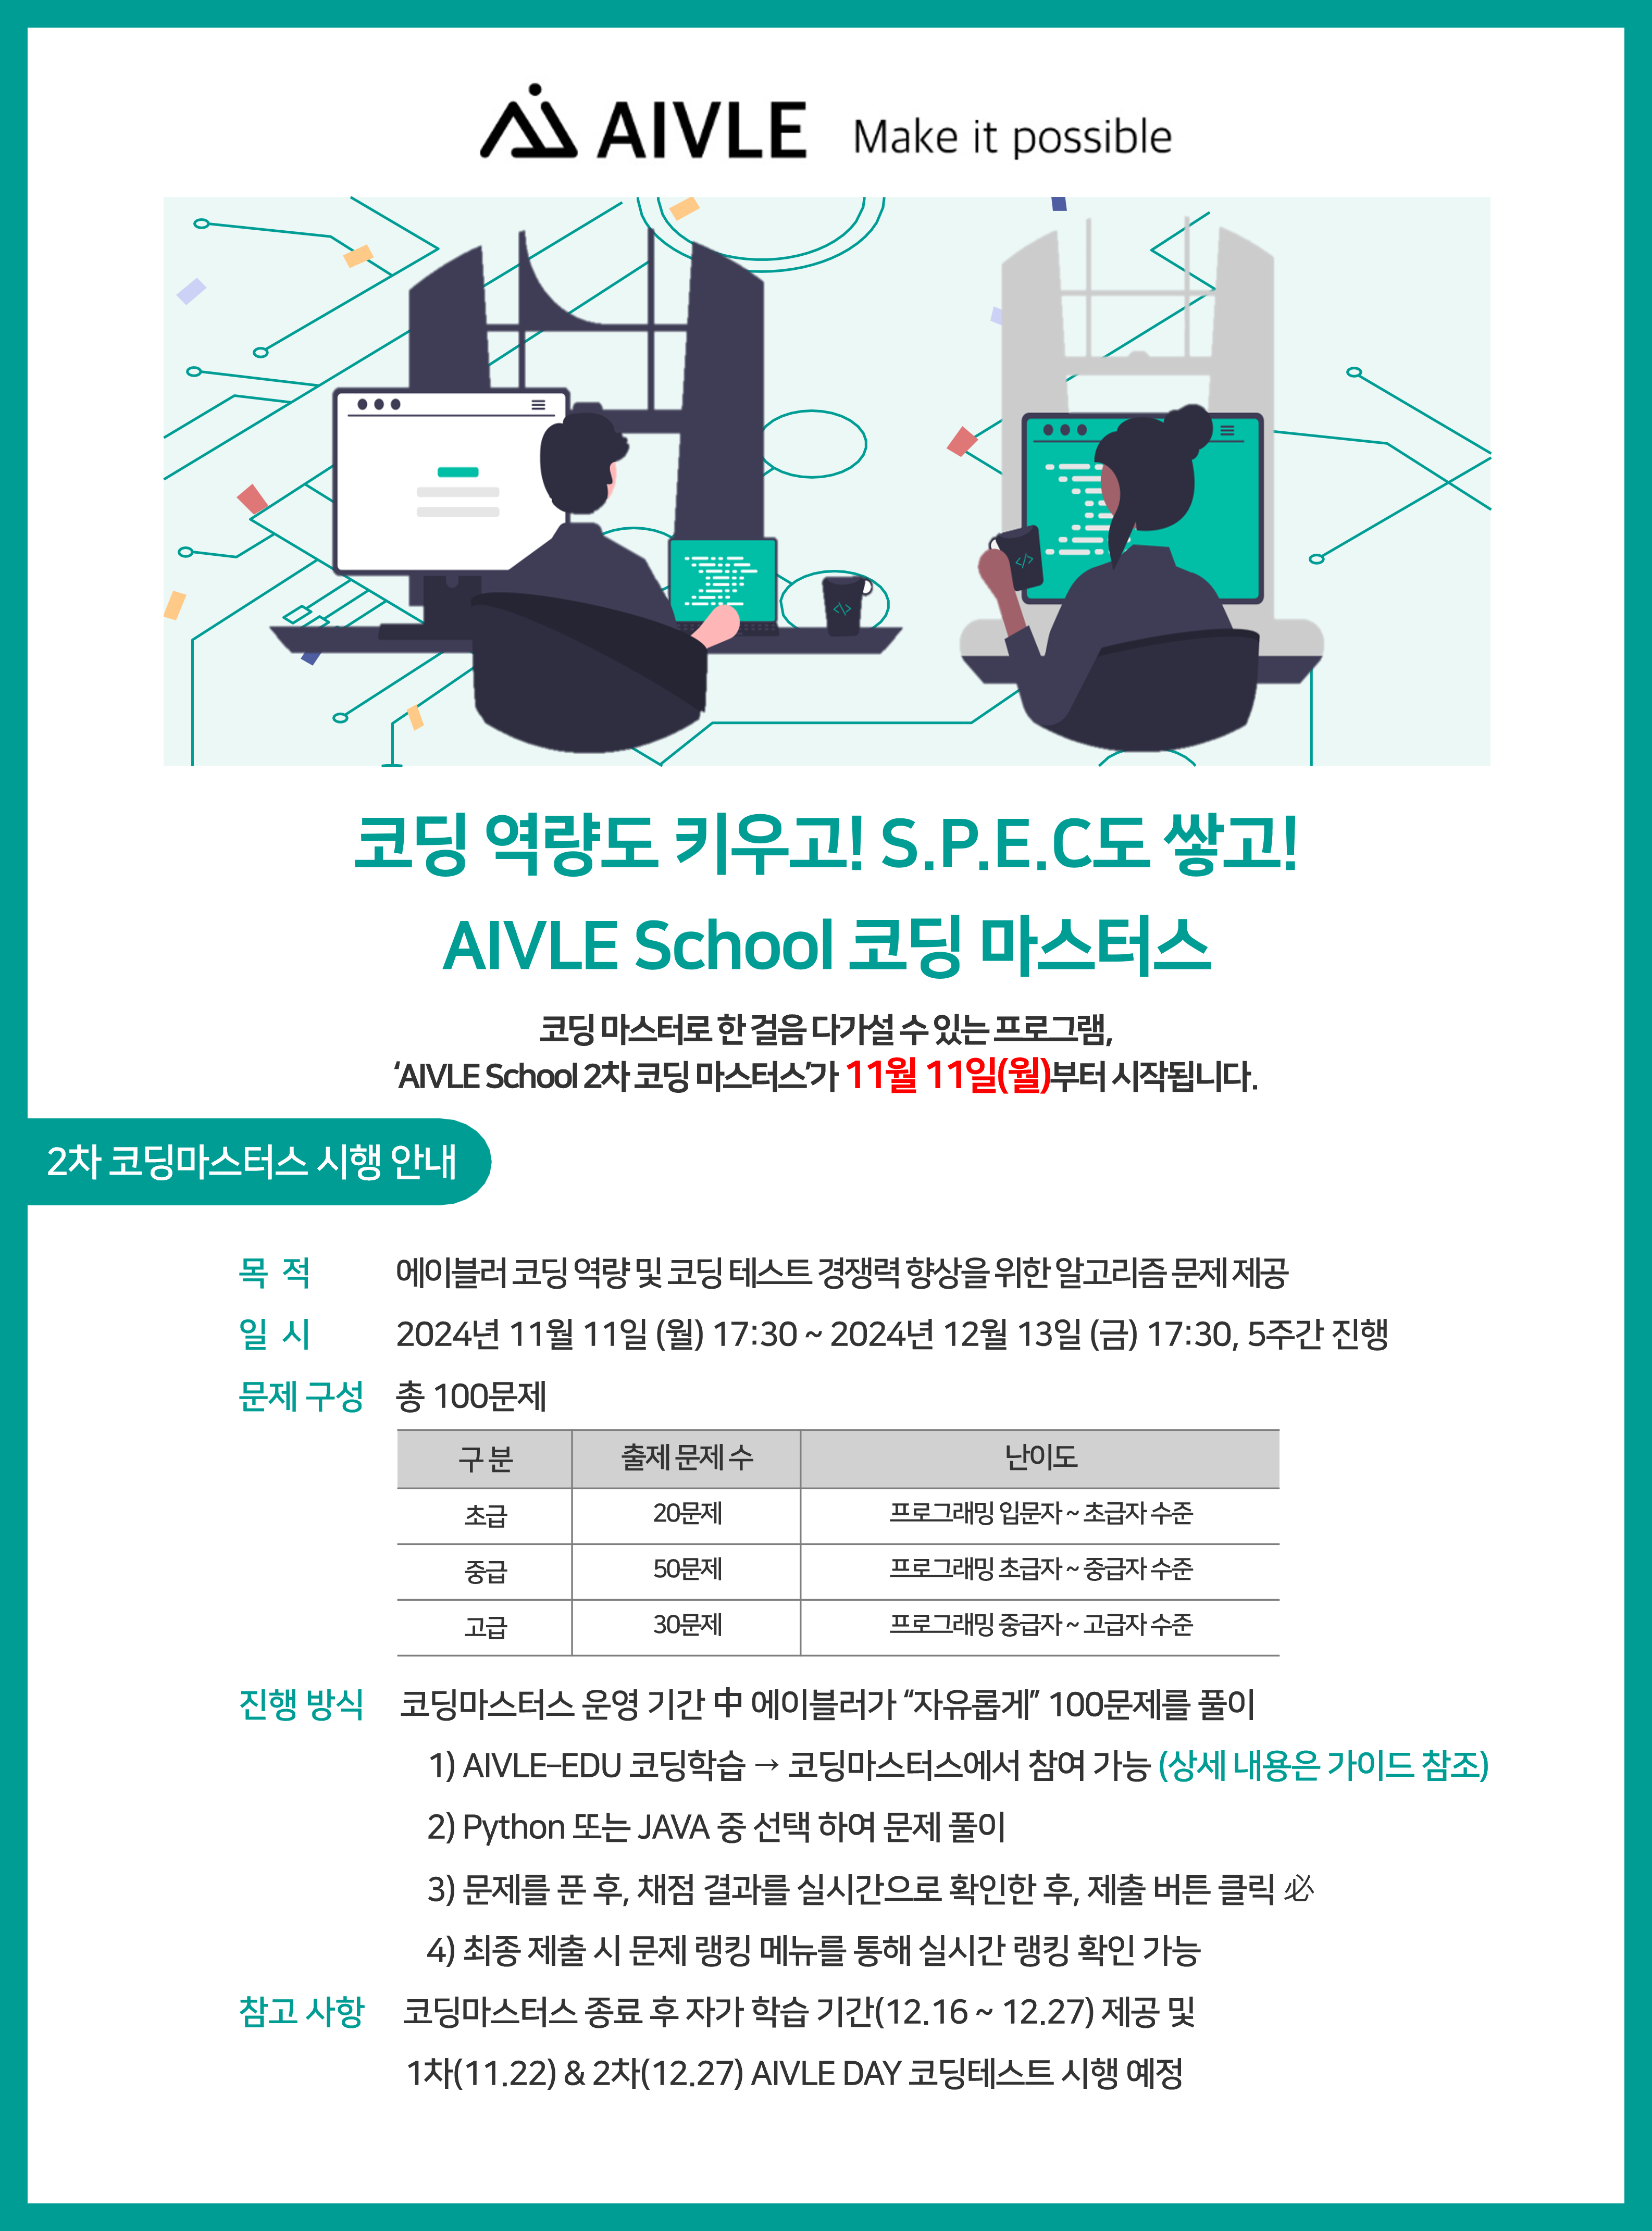 AIVLE Make it possible
</>
</>
코딩 역량도 키우고! S.P.E.C도 쌓고!
AIVLE School 코딩 마스터스
코딩 마스터로 한 걸음 다가설 수 있는 프로그램,
‘AIVLE School 2차 코딩 마스터스’가 11월 11일(월)부터 시작됩니다.
2차 코딩마스터스 시행 안내
목 적 에이블러 코딩 역량 및 코딩 테스트 경쟁력 향상을 위한 알고리즘 문제 제공
일 시 2024년 11월 11일 (월) 17:30 ~ 2024년 12월 13일 (금) 17:30, 5주간 진행
문제 구성 총 100문제
구 분 출제 문제 수 난이도
초급 20문제 프로그래밍 입문자 ~ 초급자 수준
중급 50문제 프로그래밍 초급자 ~ 중급자 수준
고급 30문제 프로그래밍 중급자 ~ 고급자 수준
진행 방식 코딩마스터스 운영 기간 中 에이블러가 “자유롭게” 100문제를 풀이
1) AIVLE-EDU 코딩학습 → 코딩마스터스에서 참여 가능 (상세 내용은 가이드 참조)
2) Python 또는 JAVA 중 선택 하여 문제 풀이
3) 문제를 푼 후, 채점 결과를 실시간으로 확인한 후, 제출 버튼 클릭 必
4) 최종 제출 시 문제 랭킹 메뉴를 통해 실시간 랭킹 확인 가능
참고 사항 코딩마스터스 종료 후 자가 학습 기간(12.16 ~ 12.27) 제공 및
1차(11.22) & 2차(12.27) AIVLE DAY 코딩테스트 시행 예정